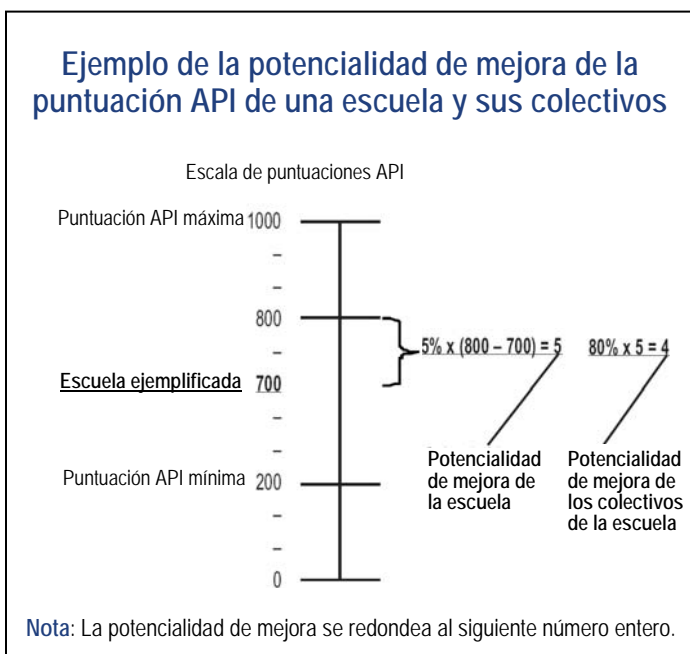 Ejemplo de la potencialidad de mejora de la
puntuación API de una escuela y sus colectivos
Escala de puntuaciones API
Puntuación API máxima 1000
–
–
800
5% x (800 – 700) = 5 80% x 5 = 4
–
Escuela ejemplificada 700
–
–
Potencialidad
de mejora de
la escuela
Potencialidad
de mejora de
los colectivos
de la escuela
Puntuación API mínima 200
–
–
0
Nota: La potencialidad de mejora se redondea al siguiente número entero.